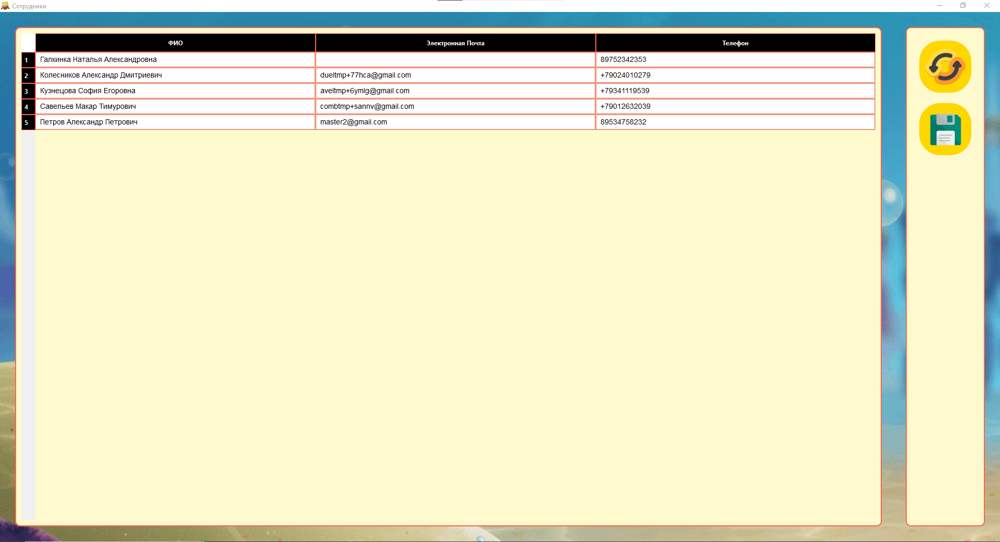 Сотрудники
ФИО Электронная Почта Телефон
1 Галкинка Наталья Александровна 89752342353
2 Колесников Александр Дмитриевич dueltmp+77hca@gmail.com +79024010279
3 Кузнецова София Егоровна aveltmp+6ymlg@gmail.com +79341119539
4 Савельев Макар Тимурович combtmp+sannv@gmail.com +79012632039
5 Петров Александр Петрович master2@gmail.com 89534758232